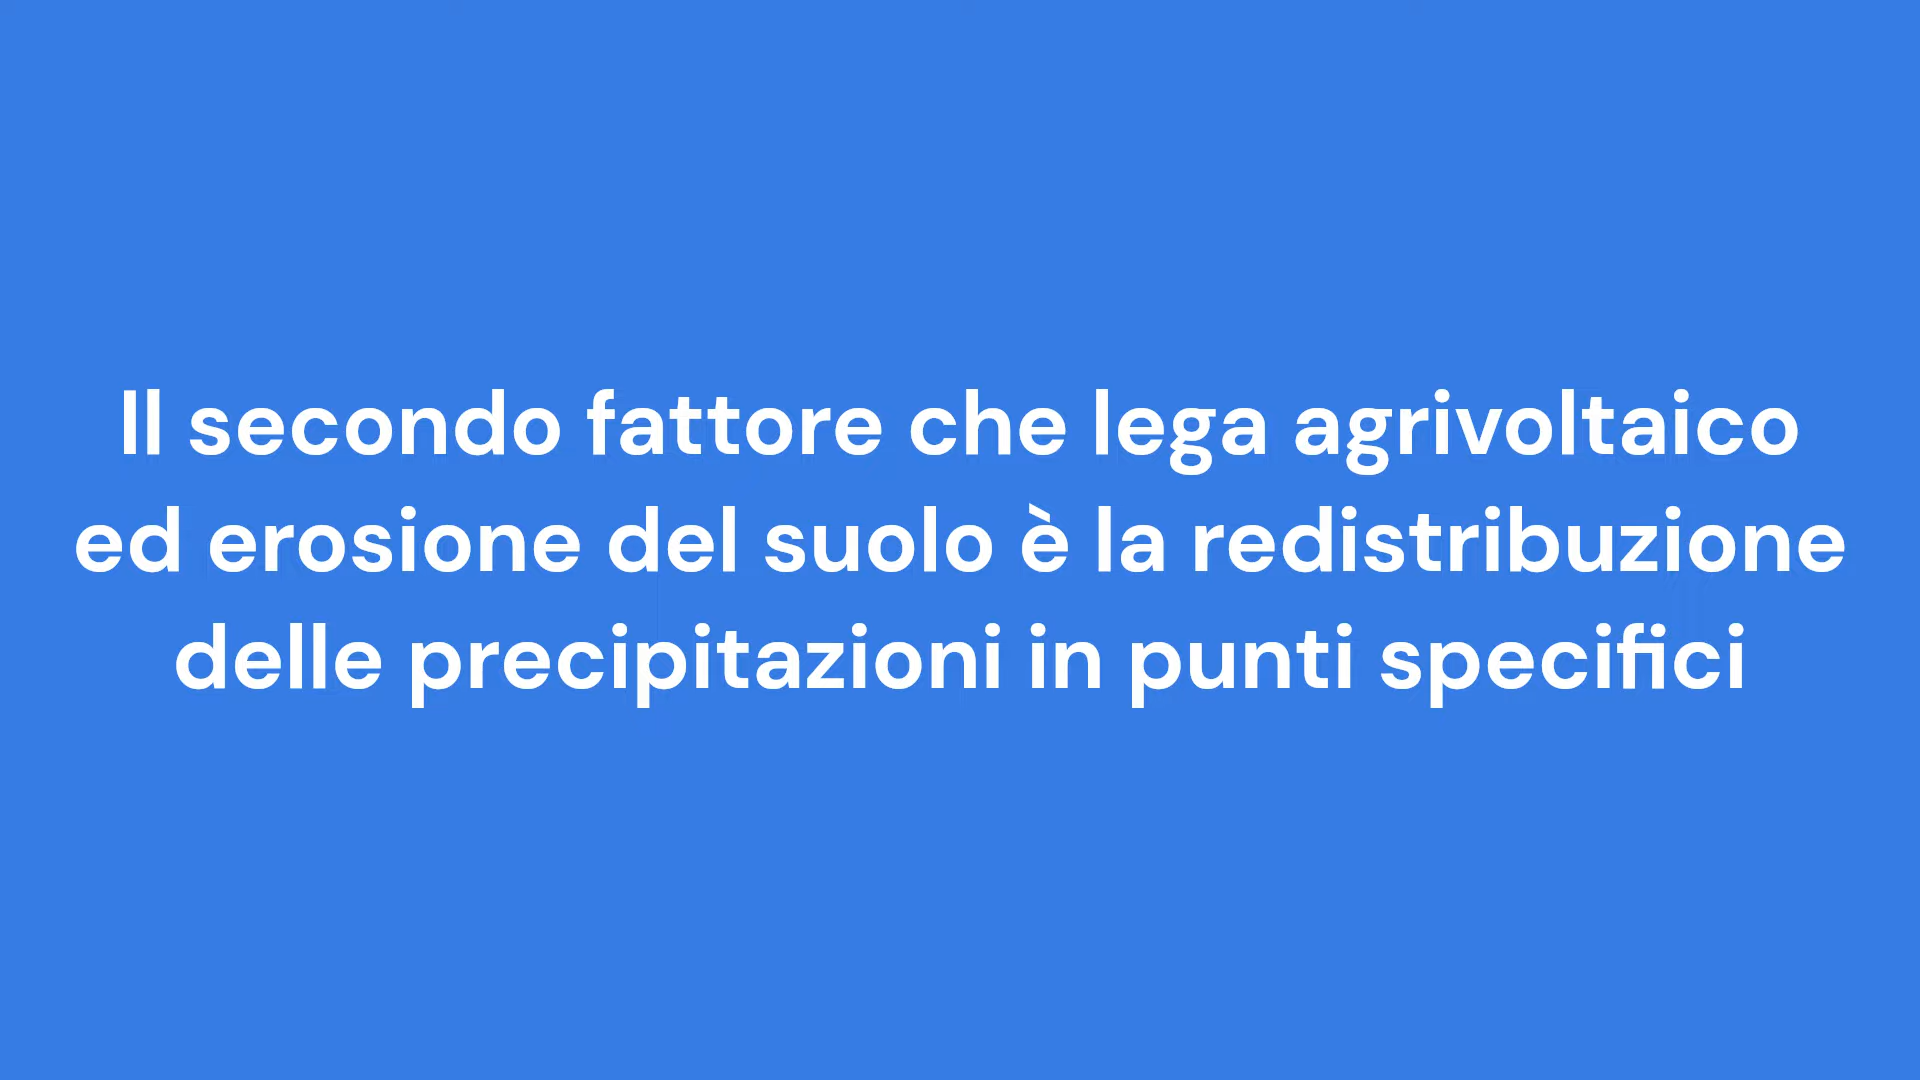 Il secondo fattore che lega agrivoltaico
ed erosione del suolo è la redistribuzione
delle precipitazioni in punti specifici